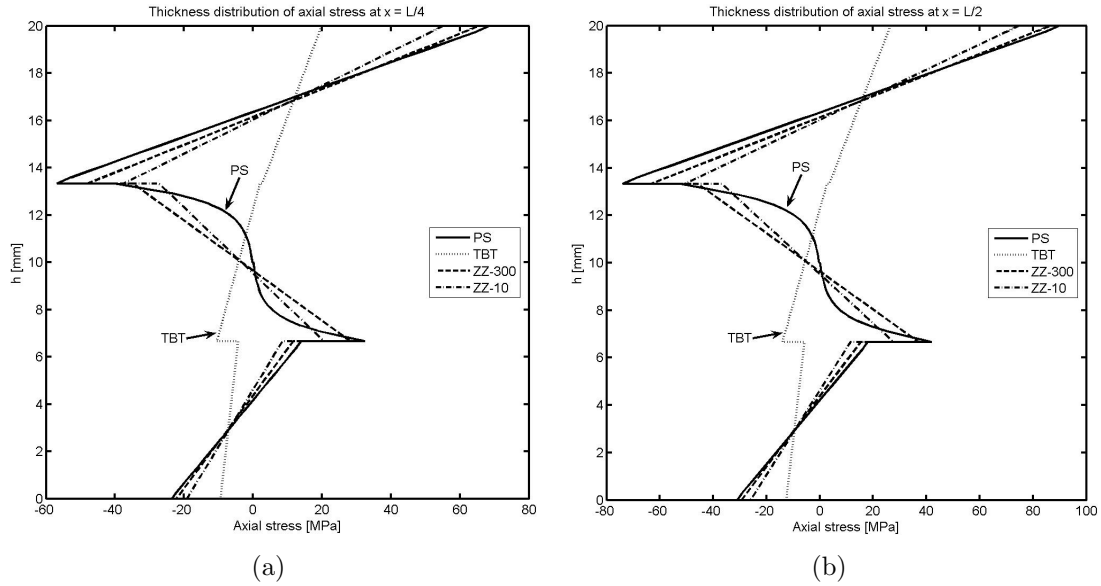 Thickness distribution of axial stress at x = L/4
20
18
16
14
12
10
8
6
4
2
0
h [mm]
PS
TBT
PS
TBT
ZZ-300
ZZ-10
-60 -40 -20 0 20 40 60 80
Axial stress [MPa]
(a)
Thickness distribution of axial stress at x = L/2
20
18
16
14
12
10
8
6
4
2
0
h [mm]
PS
TBT
PS
TBT
ZZ-300
ZZ-10
-80 -60 -40 -20 0 20 40 60 80 100
Axial stress [MPa]
(b)